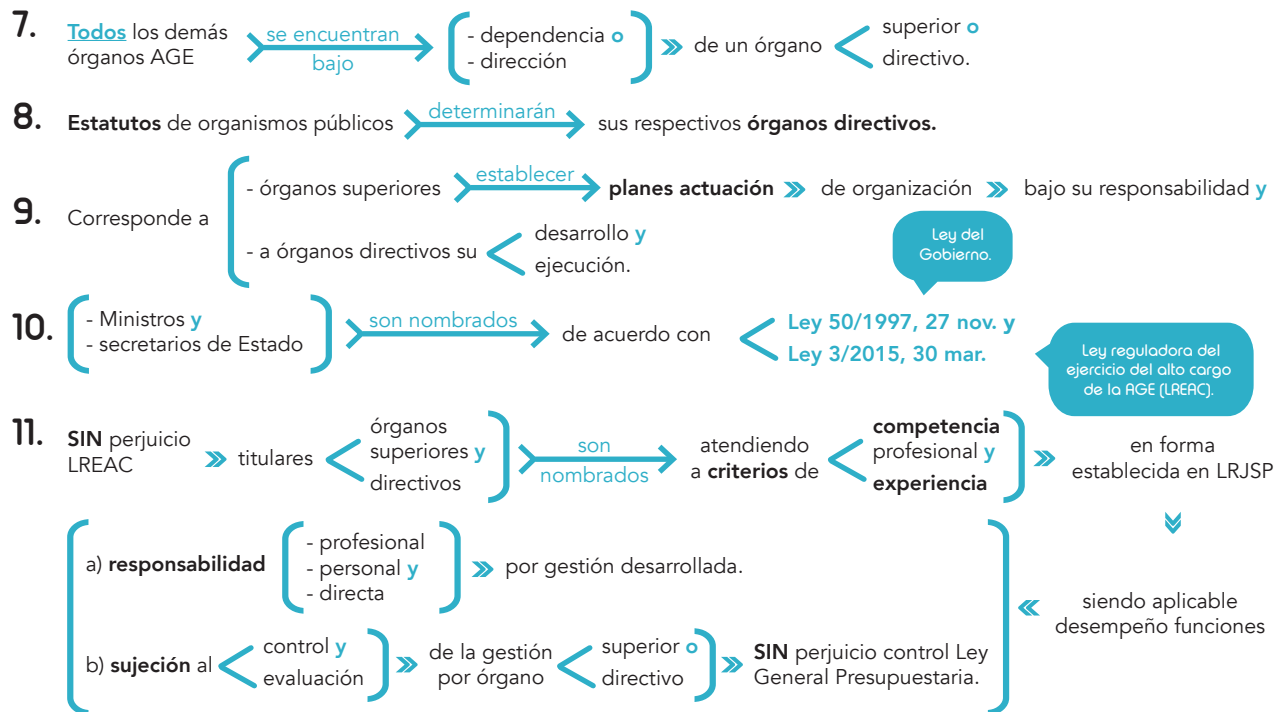 7. Todos los demás
órganos AGE
se encuentran
bajo
- dependencia o
- dirección
de un órgano
superior o
directivo.
8. Estatutos de organismos públicos determinarán sus respectivos órganos directivos.
9. Corresponde a
- órganos superiores establecer planes actuación de organización bajo su responsabilidad y
- a órganos directivos su
desarrollo y
ejecución.
Ley del
Gobierno.
10. - Ministros y
- secretarios de Estado
son nombrados
de acuerdo con
Ley 50/1997, 27 nov. y
Ley 3/2015, 30 mar.
Ley reguladora del
ejercicio del alto cargo
de la AGE (LREAC).
11. SIN perjuicio
LREAC
titulares
órganos
superiores y
directivos
son
nombrados
atendiendo
a criterios de
competencia
profesional y
experiencia
en forma
establecida en LRJSP
siendo aplicable
desempeño funciones
a) responsabilidad
- profesional
- personal y
- directa
por gestión desarrollada.
b) sujeción al
control y
evaluación
de la gestión
por órgano
superior o
directivo
SIN perjuicio control Ley
General Presupuestaria.